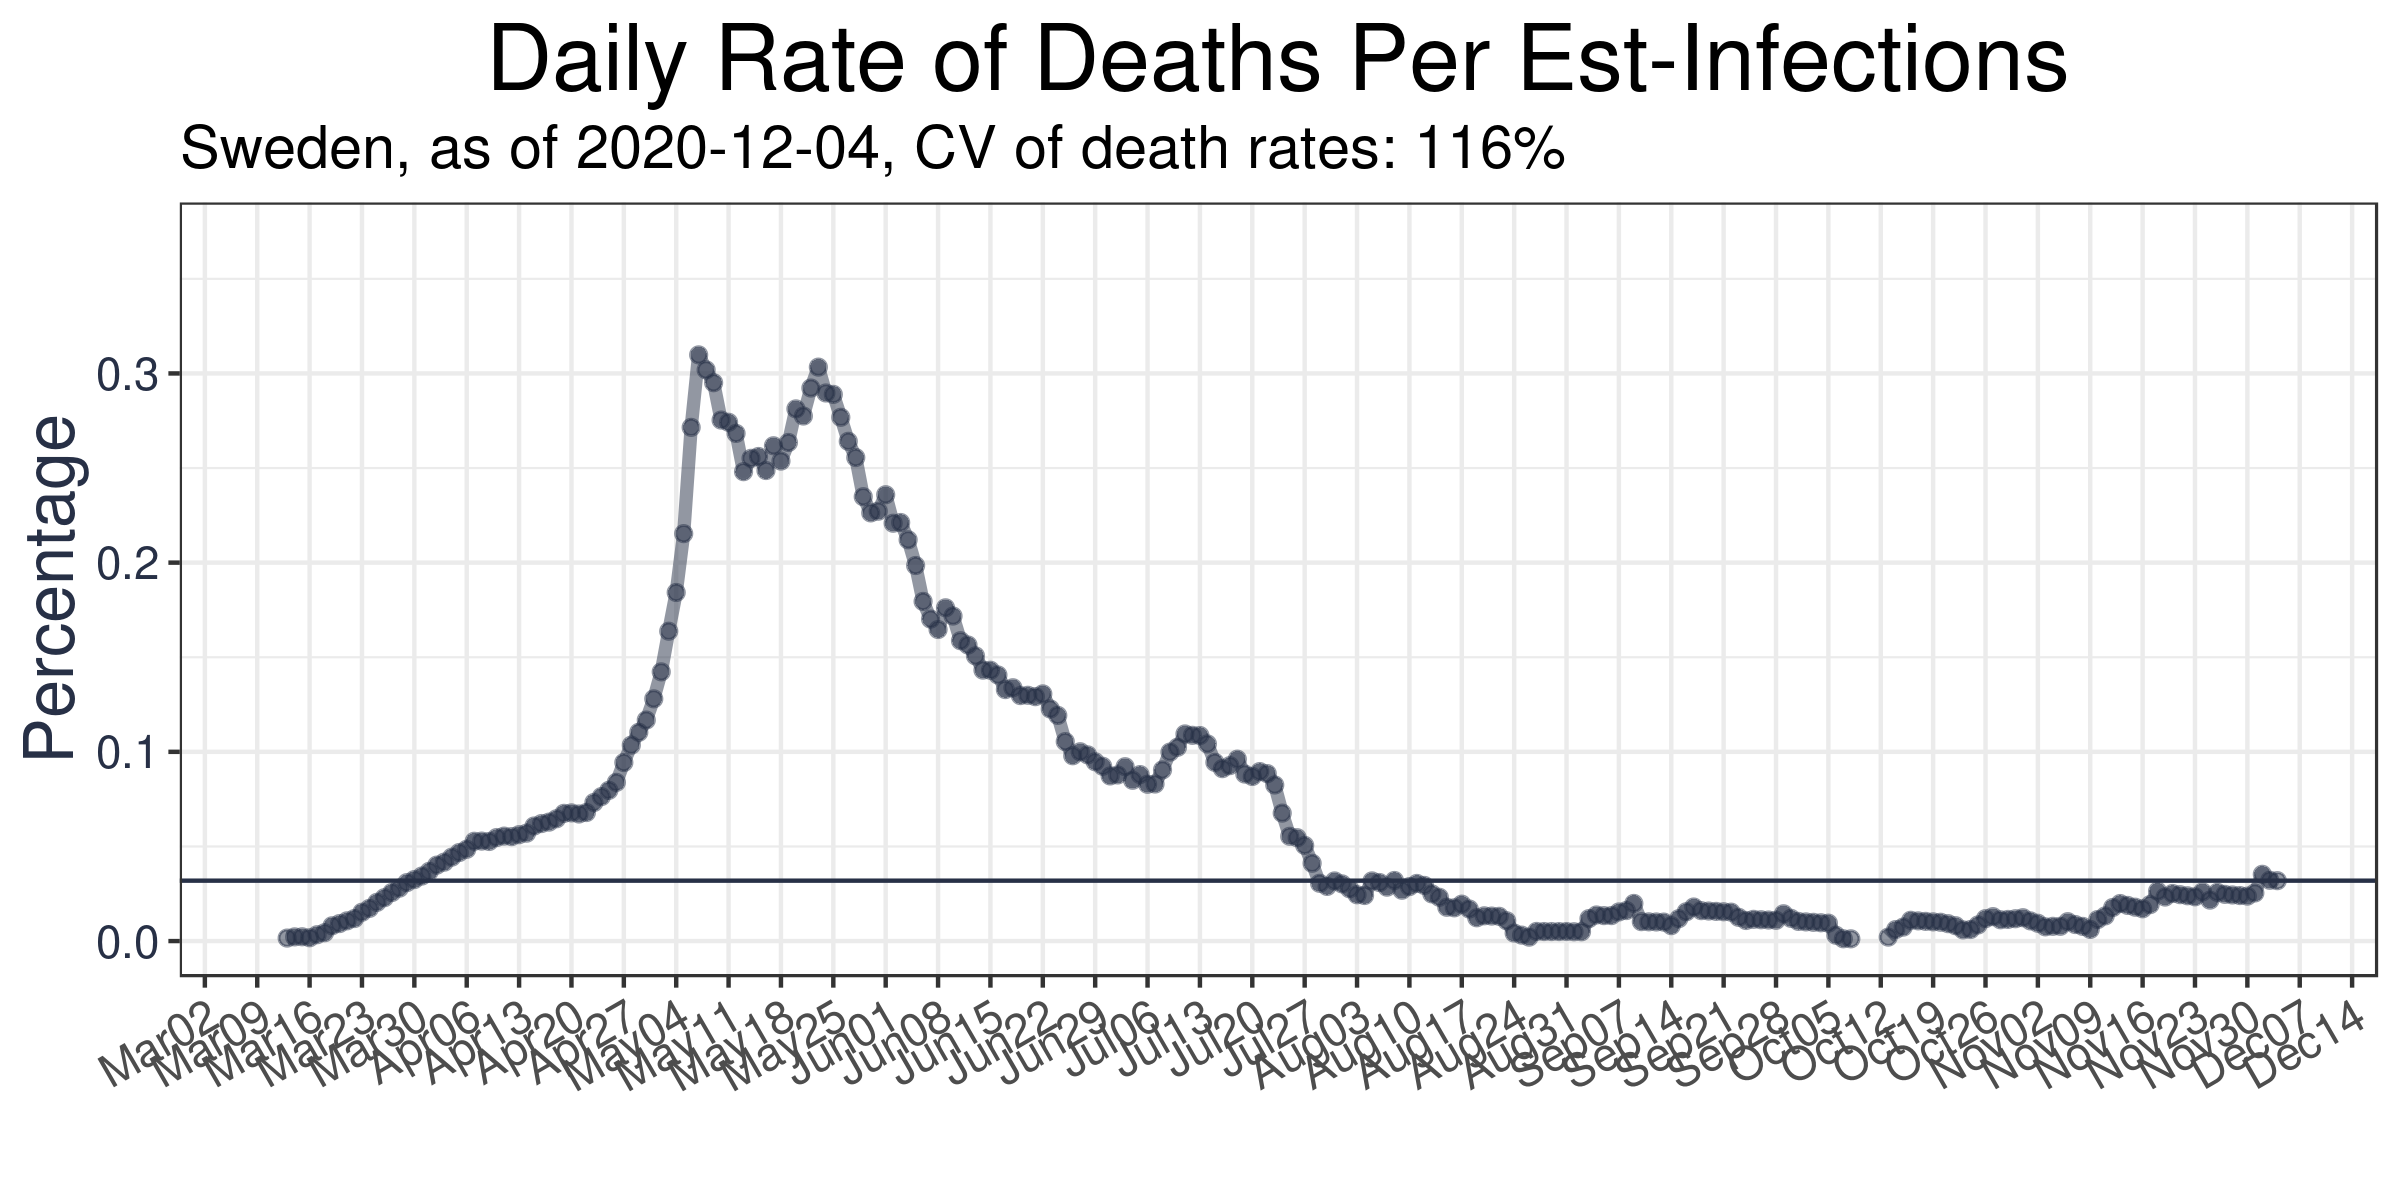 Daily Rate of Deaths Per Est-Infections
Sweden, as of 2020-12-04, CV of death rates: 116%
Percentage
0.3
0.2
0.1
0.0
Mar02
Mar09
Mar16
Mar23
Mar30
Apr06
Apr13
Apr20
Apr27
May04
May11
May18
May25
Jun01
Jun08
Jun15
Jun22
Jun29
Jul06
Jul13
Jul20
Jul27
Aug03
Aug10
Aug17
Aug24
Aug31
Sep07
Sep14
Sep21
Sep28
Oct05
Oct12
Oct19
Oct26
Nov02
Nov09
Nov16
Nov23
Nov30
Dec07
Dec14